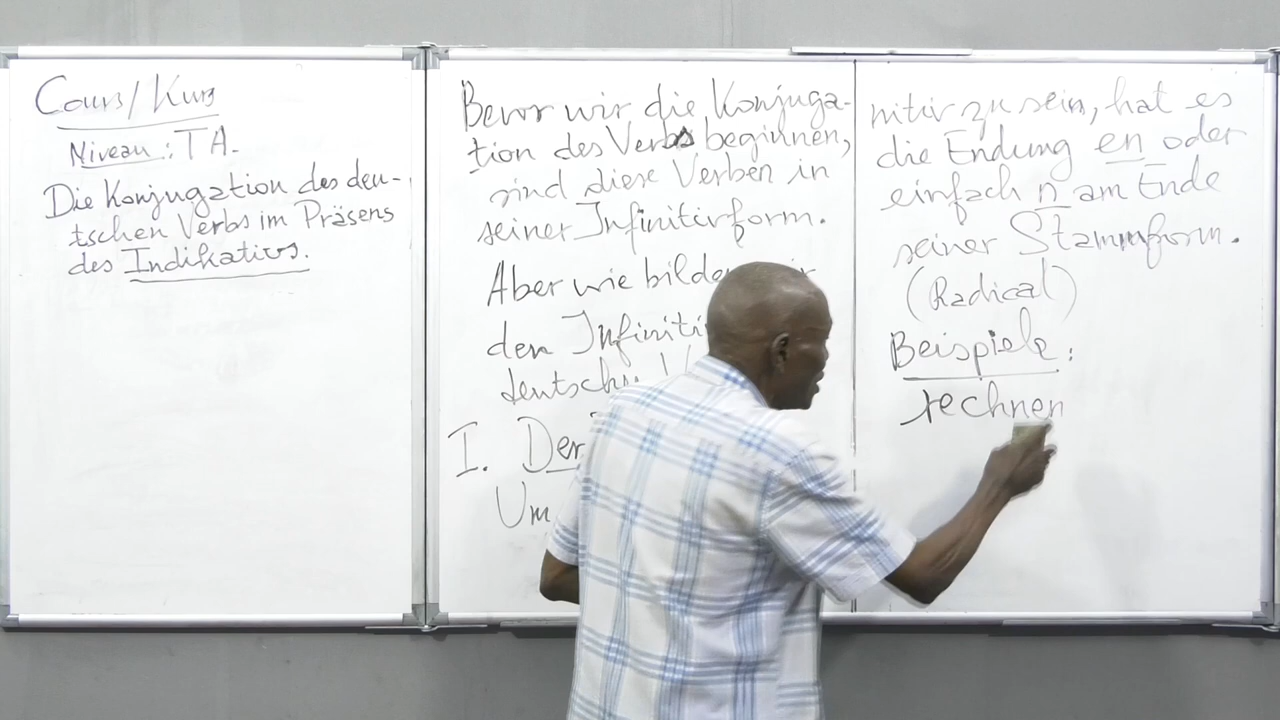 Cours/Kurs
Niveau : TA.
Die Konjugation des deu-
tschen Verbs im Präsens
des Indikativs.
Bevor wir die Konjuga-
tion des Verbs beginnen,
sind diese Verben in
seiner Infinitivform.
Aber wie bilden
den
I. Der
Um
nitiv zu sein, hat es
die Endung en oder
einfach n am Ende
seiner Stammform.
(Radical)
Beispiele :
rechnen